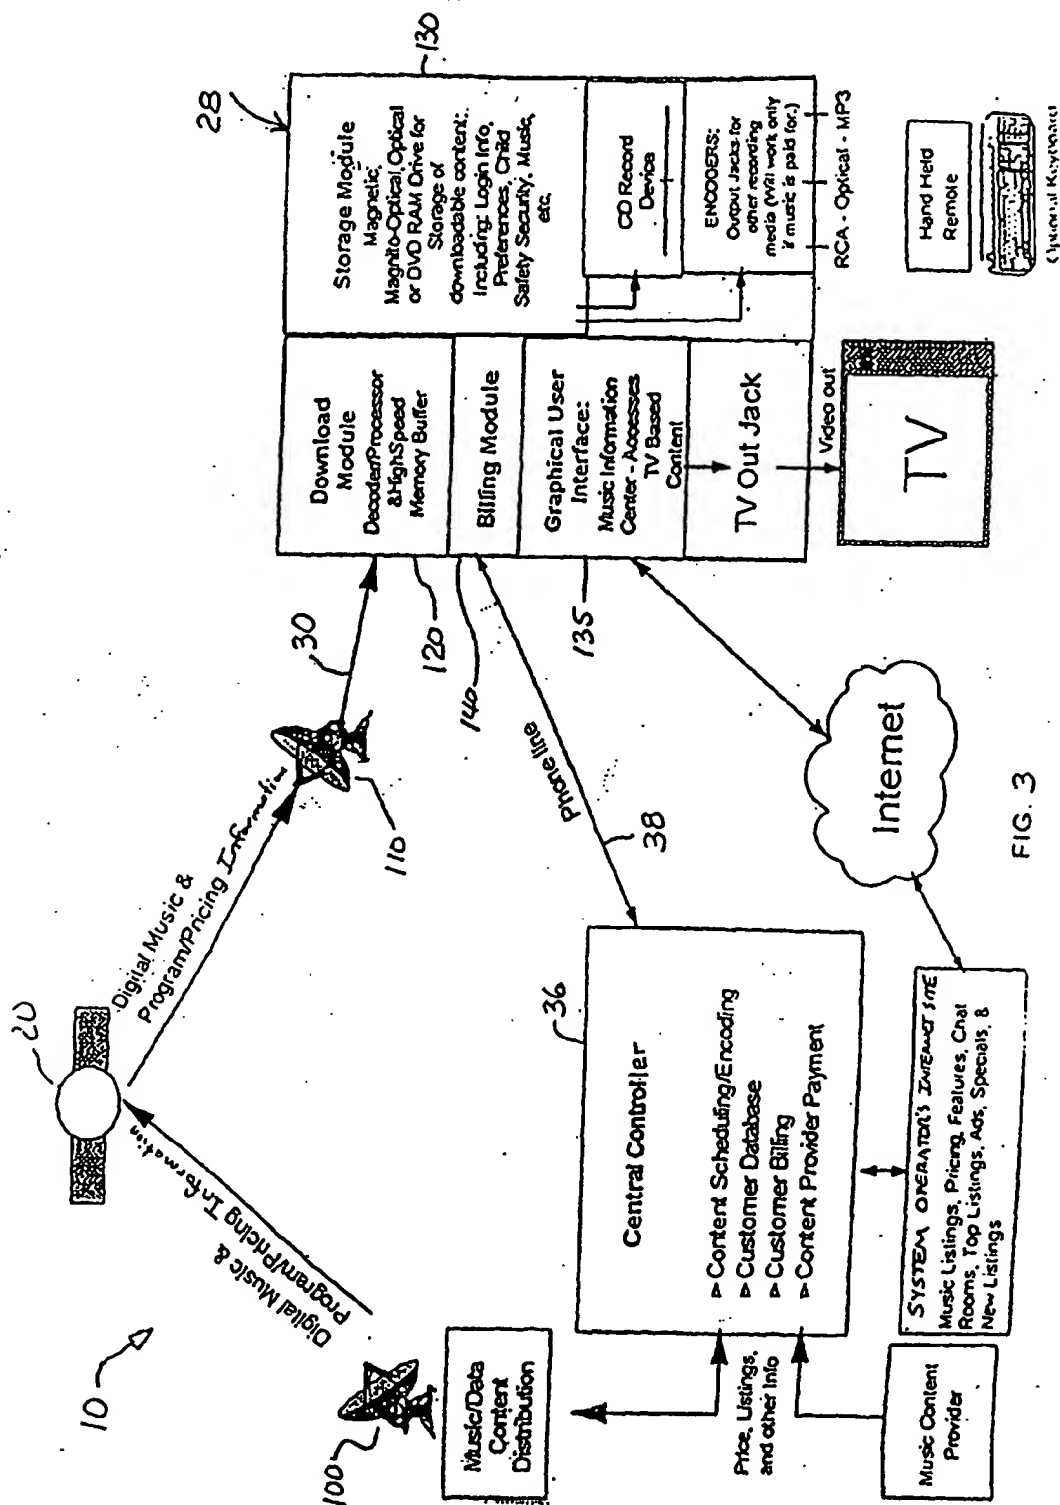 10
20
Digital Music &
Program/Pricing Information
Digital Music &
Program/Pricing Information
100
110
30
28
130
120
140
135
Music/Data
Content
Distribution
Download
Module
Decoder/Processor
& High Speed
Memory Buffer
Billing Module
Graphical User
Interface:
Music Information
Center - Accesses
TV Based
Content
TV Out Jack
Video out
TV
Storage Module
Magnetic,
Magnito-Optical, Optical
or DVD RAM Drive for
Storage of
downloadable content:
Including: Login Info,
Preferences, Child
Safety Security, Music,
etc.
CD Record
Device
ENCODERS:
Output Jacks for
other recording
media (Will work only
if music is paid for.)
RCA - Optical - MP3
Hand Held
Remote
Optional Keyboard
Phone line
38
36
Central Controller
▷ Content Scheduling/Encoding
▷ Customer Database
▷ Customer Billing
▷ Content Provider Payment
Price, Listings,
and other Info
Music Content
Provider
SYSTEM OPERATOR'S INTERNET SITE
Music Listings, Pricing, Features, Chat
Rooms, Top Listings, Ads, Specials, &
New Listings
Internet
FIG. 3